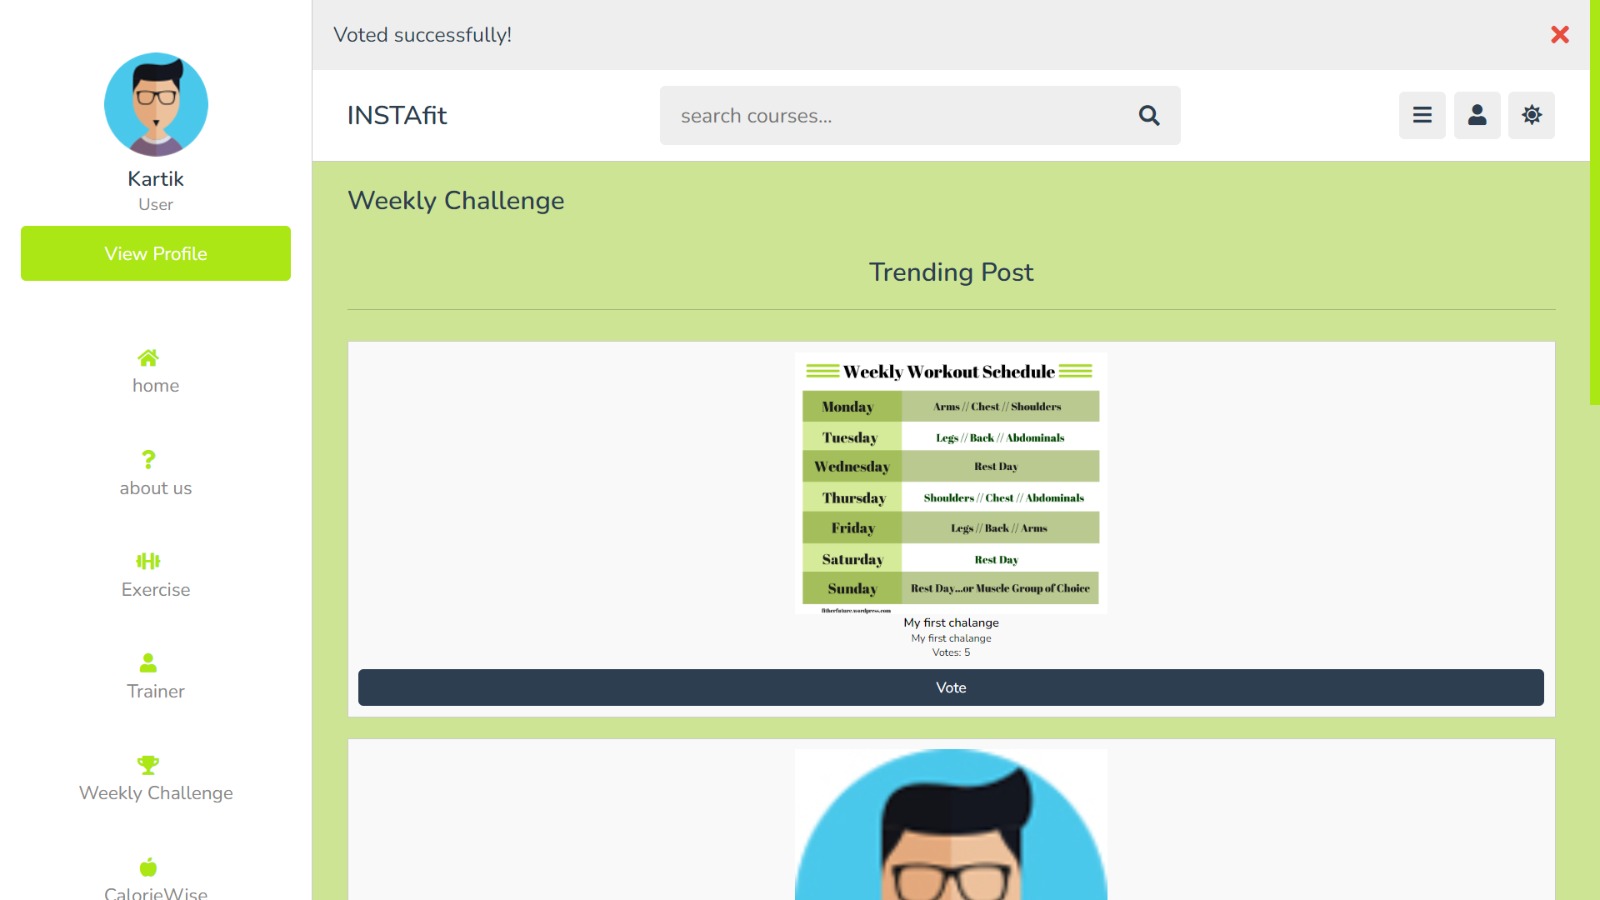 Voted successfully!
Kartik
User
View Profile
home
about us
Exercise
Trainer
Weekly Challenge
CalorieWise
INSTAfit
search courses...
Weekly Challenge
Trending Post
Weekly Workout Schedule
Monday Arms // Chest // Shoulders
Tuesday Legs // Back // Abdominals
Wednesday Rest Day
Thursday Shoulders // Chest // Abdominals
Friday Legs // Back // Arms
Saturday Rest Day
Sunday Rest Day...or Muscle Group of Choice
My first chalange
My first chalange
Votes: 5
Vote